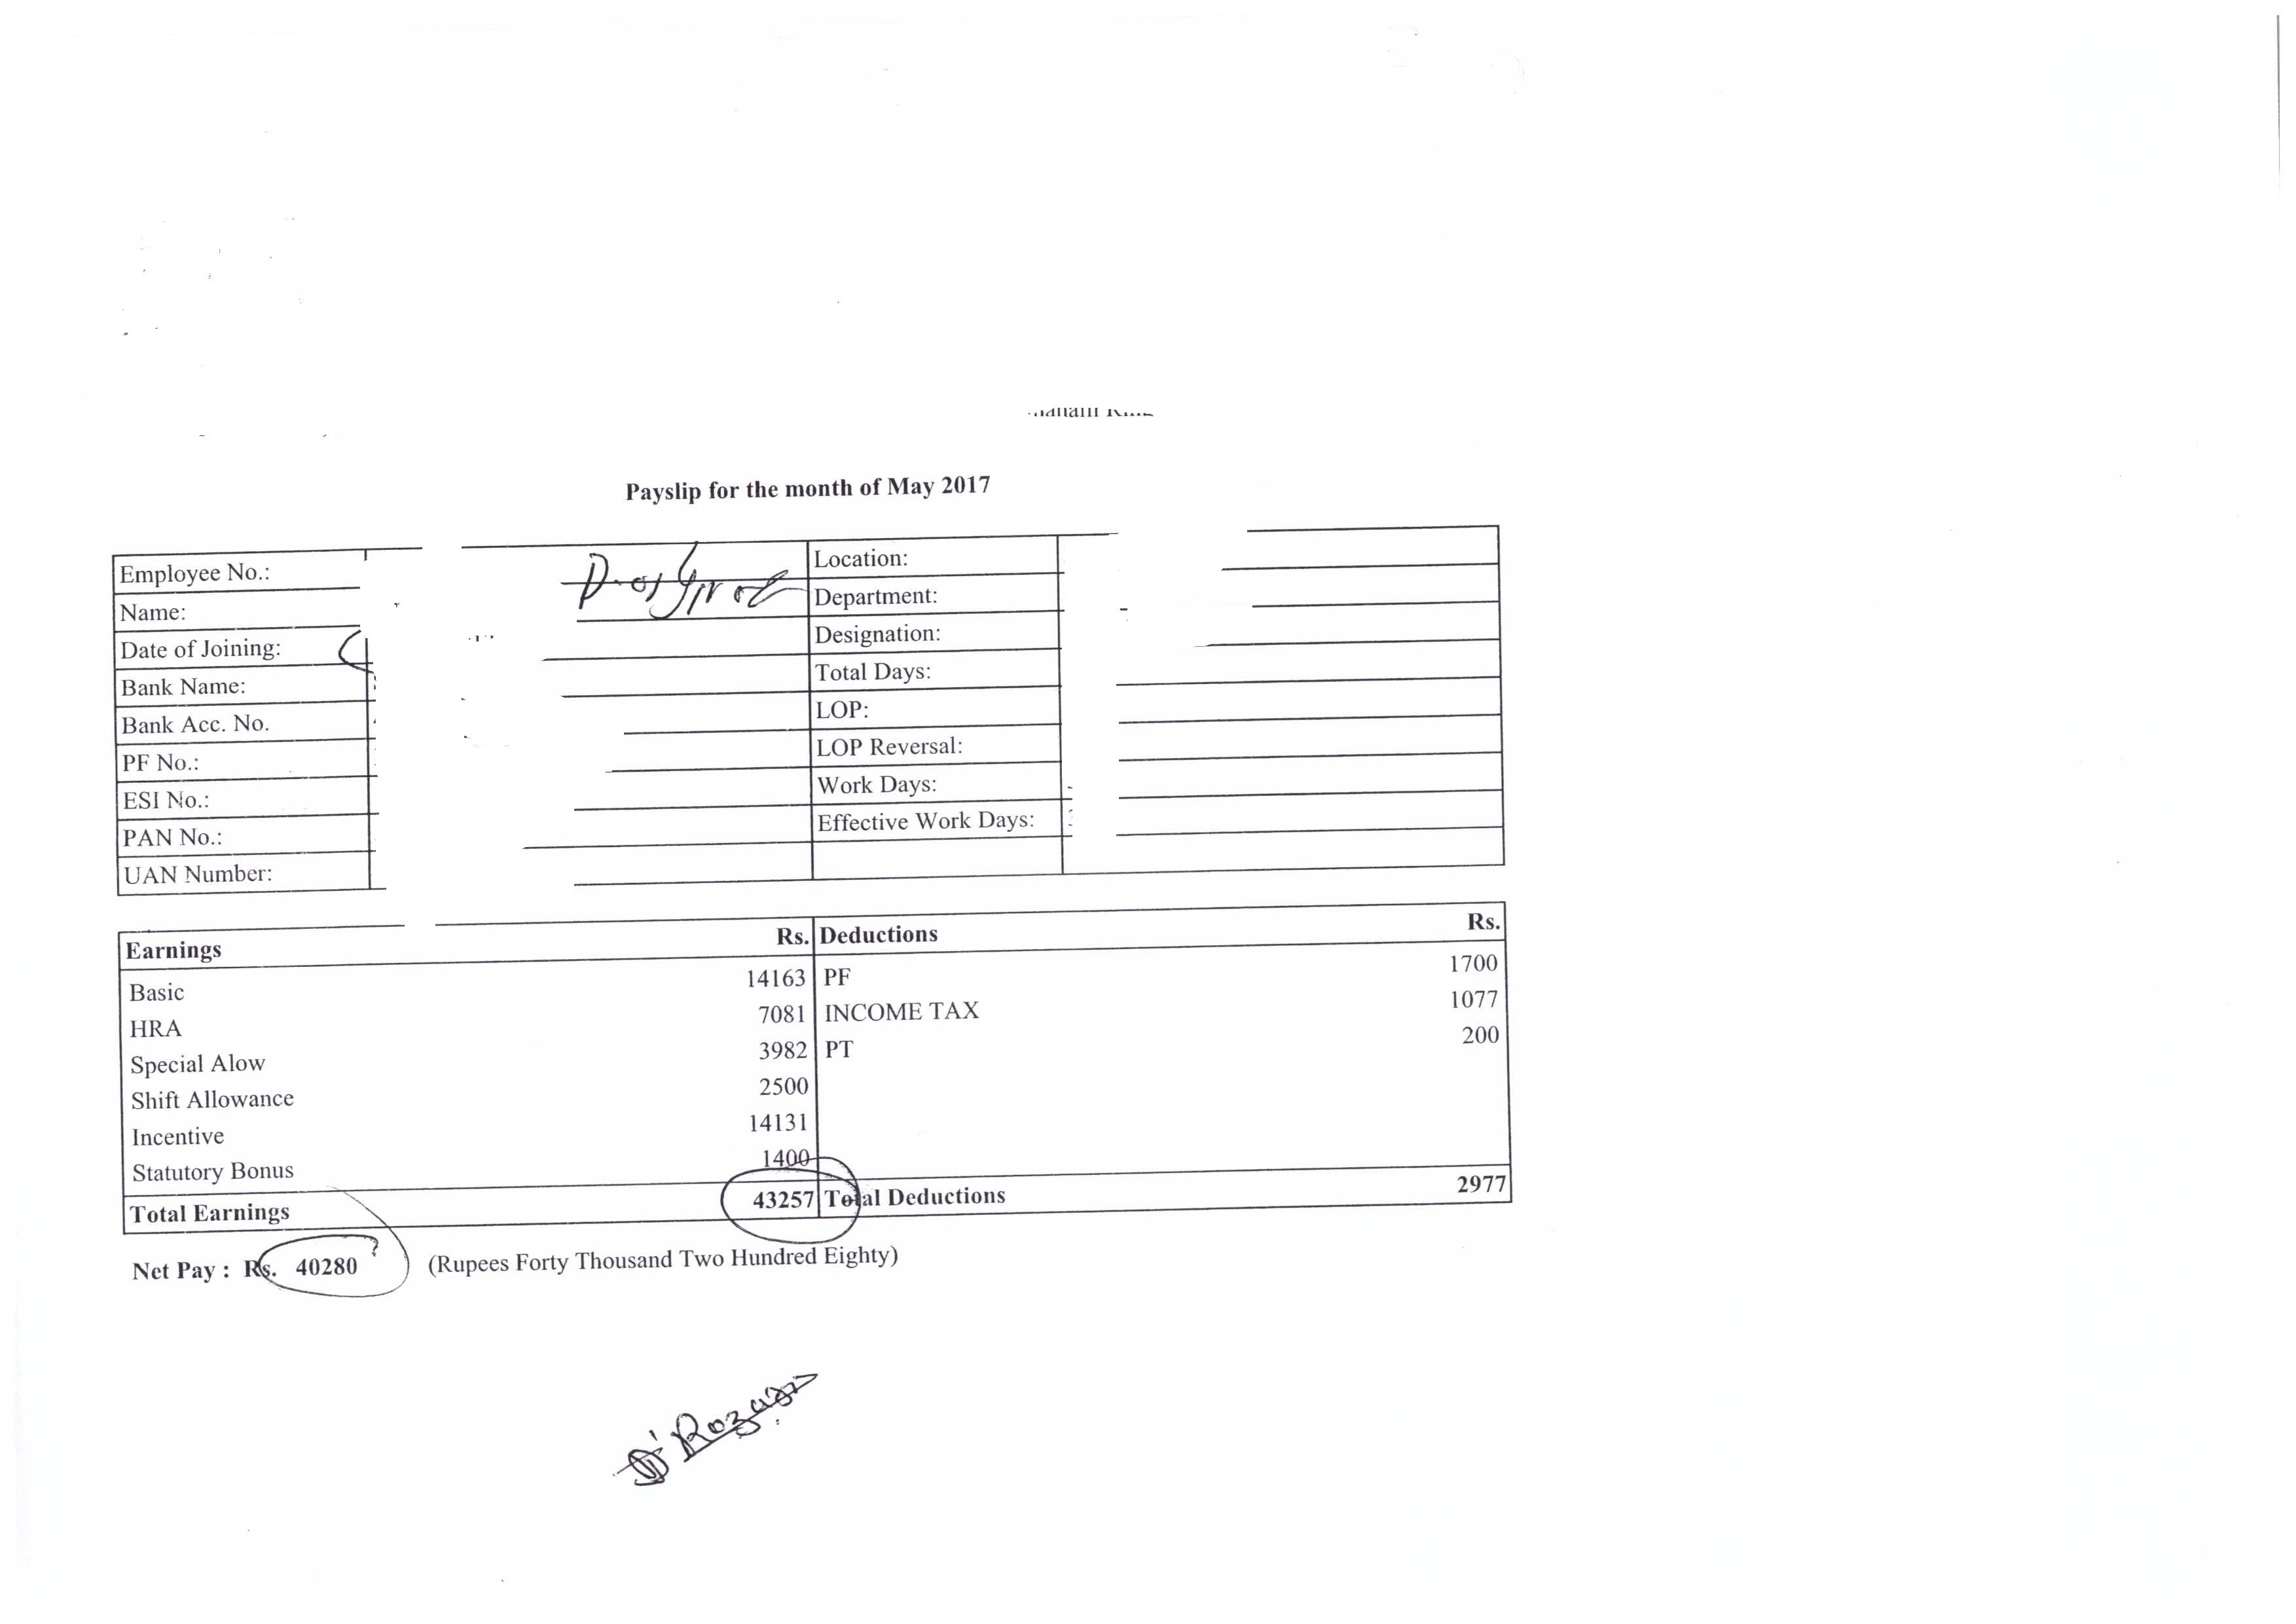 Payslip for the month of May 2017
Employee No.: Location:
Name: Department:
Date of Joining: Designation:
Bank Name: Total Days:
Bank Acc. No. LOP:
PF No.: LOP Reversal:
ESI No.: Work Days:
PAN No.: Effective Work Days:
UAN Number:
Earnings Rs. Deductions Rs.
Basic 14163 PF 1700
HRA 7081 INCOME TAX 1077
Special Alow 3982 PT 200
Shift Allowance 2500
Incentive 14131
Statutory Bonus 1400
Total Earnings 43257 Total Deductions 2977
Net Pay : Rs. 40280 ? (Rupees Forty Thousand Two Hundred Eighty)